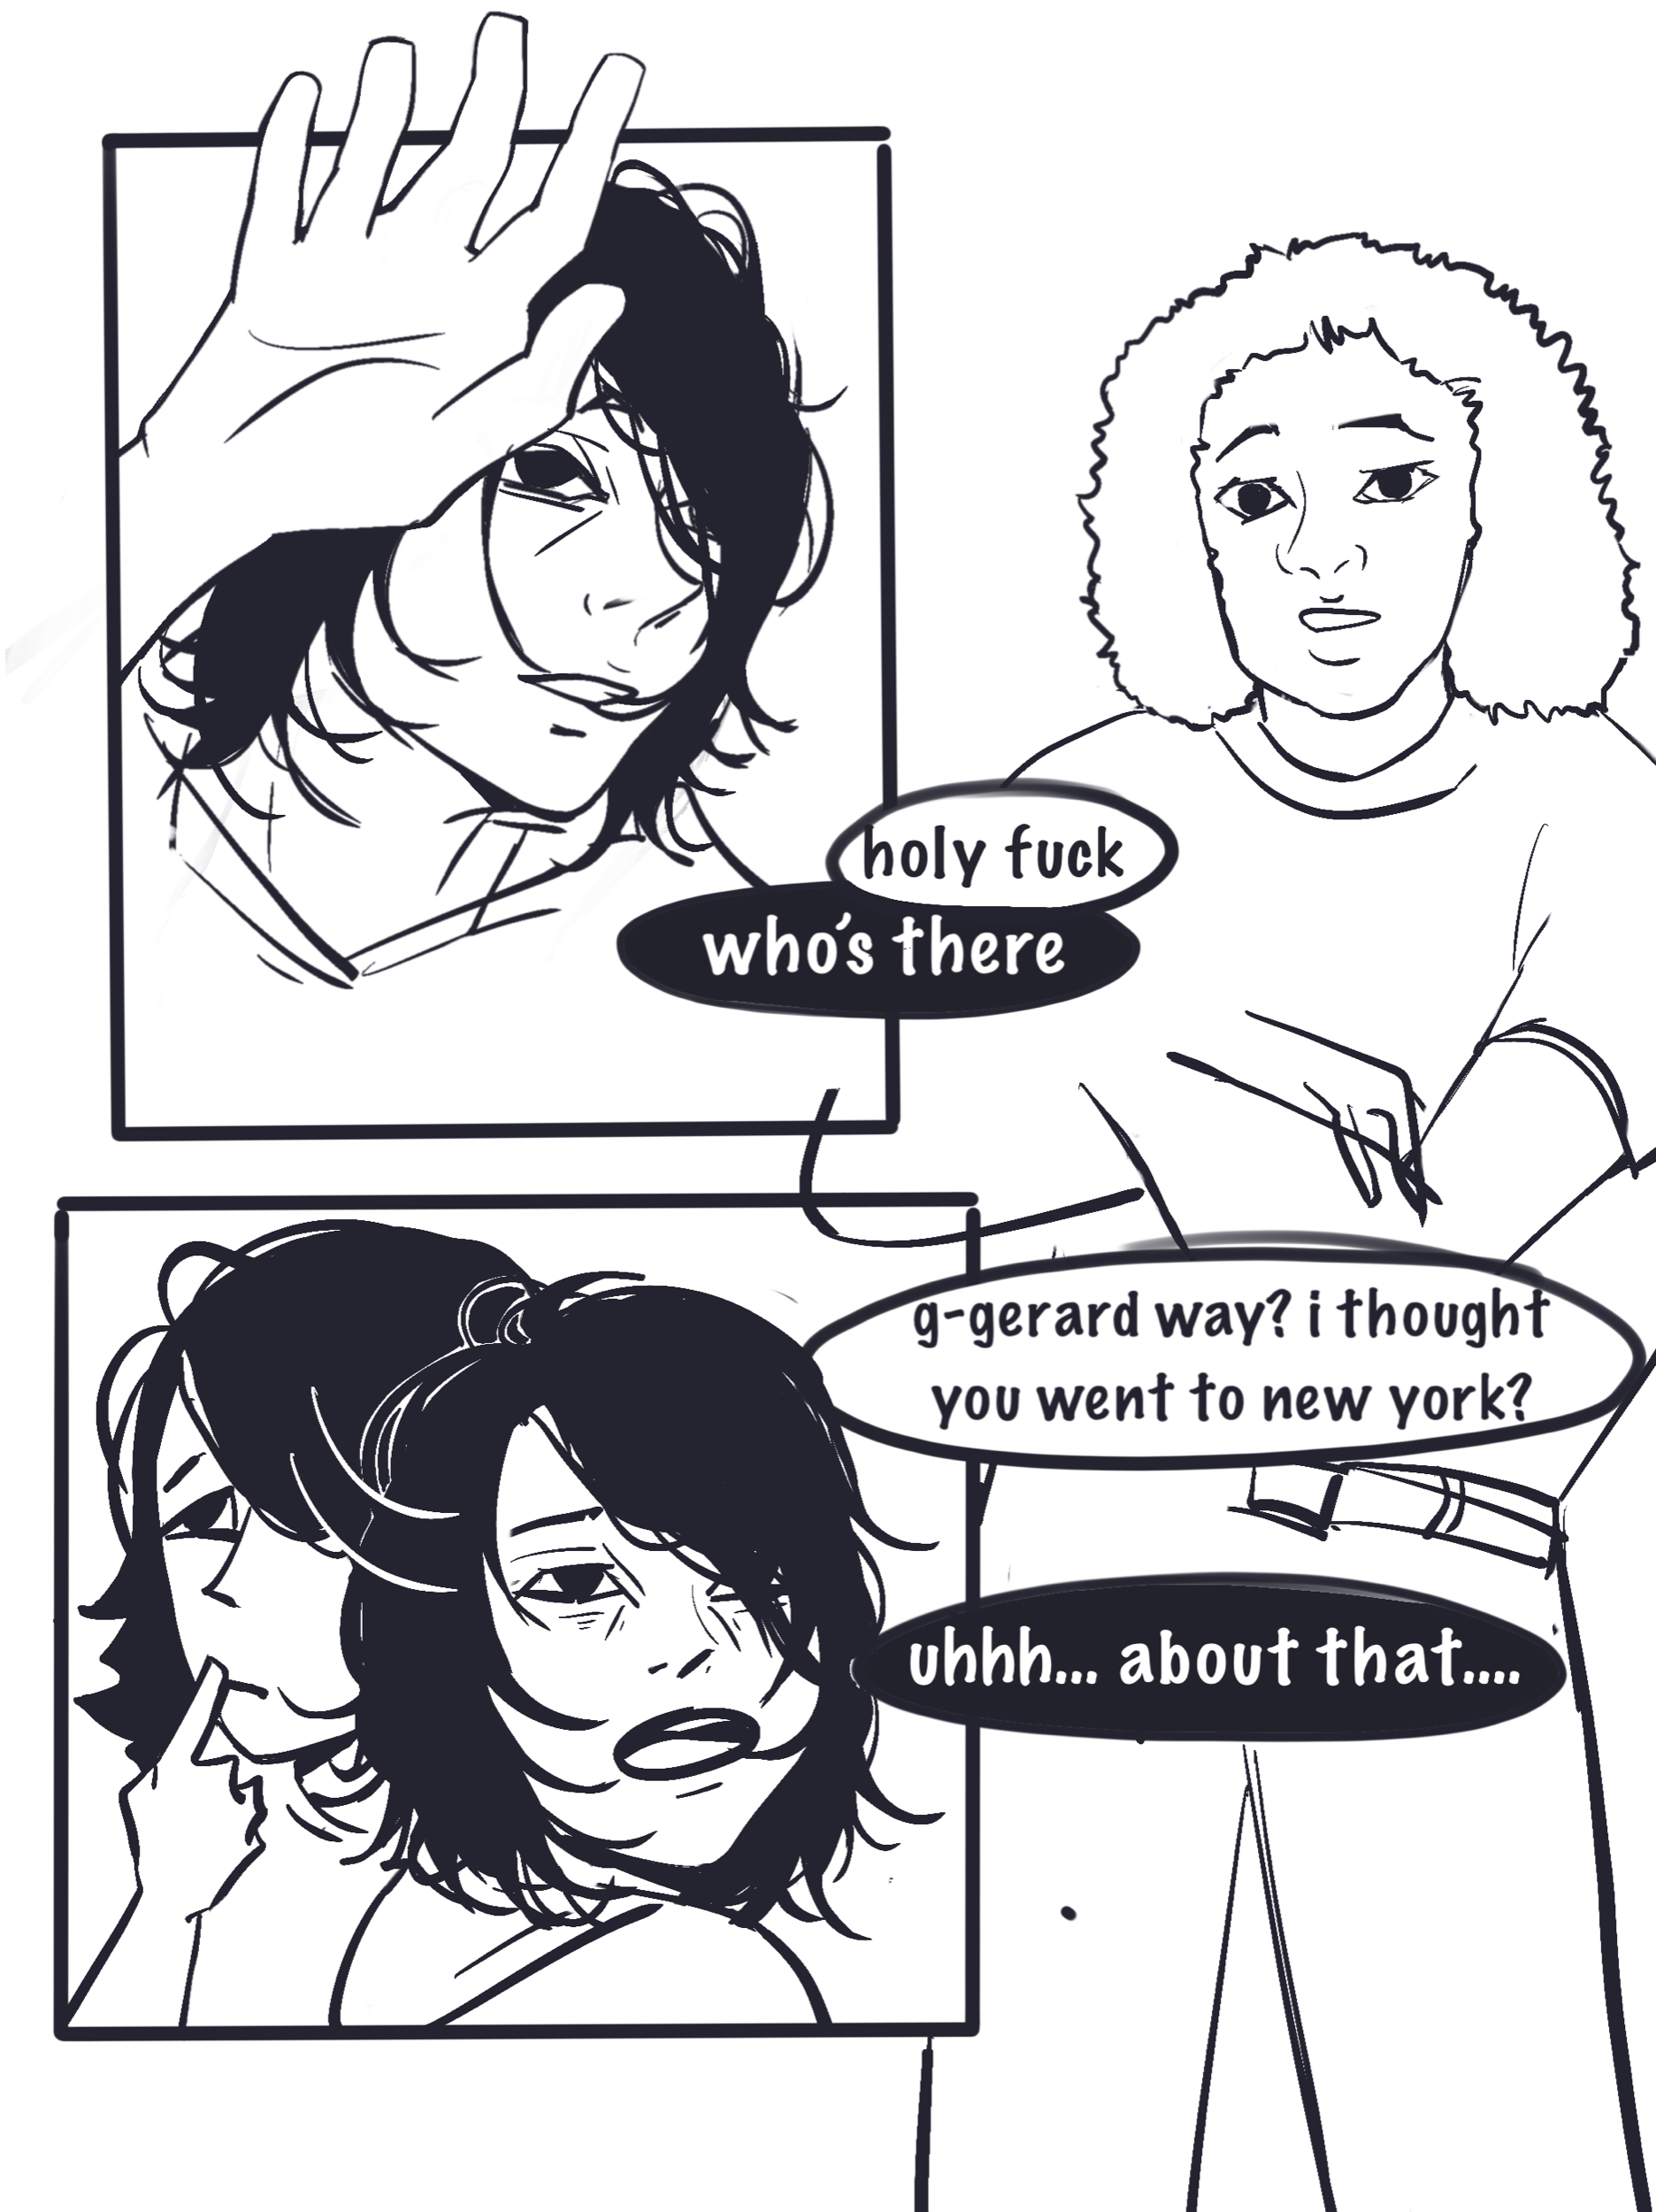 holy fuck
who's there
g-gerard way? i thought
you went to new york?
uhhh... about that....